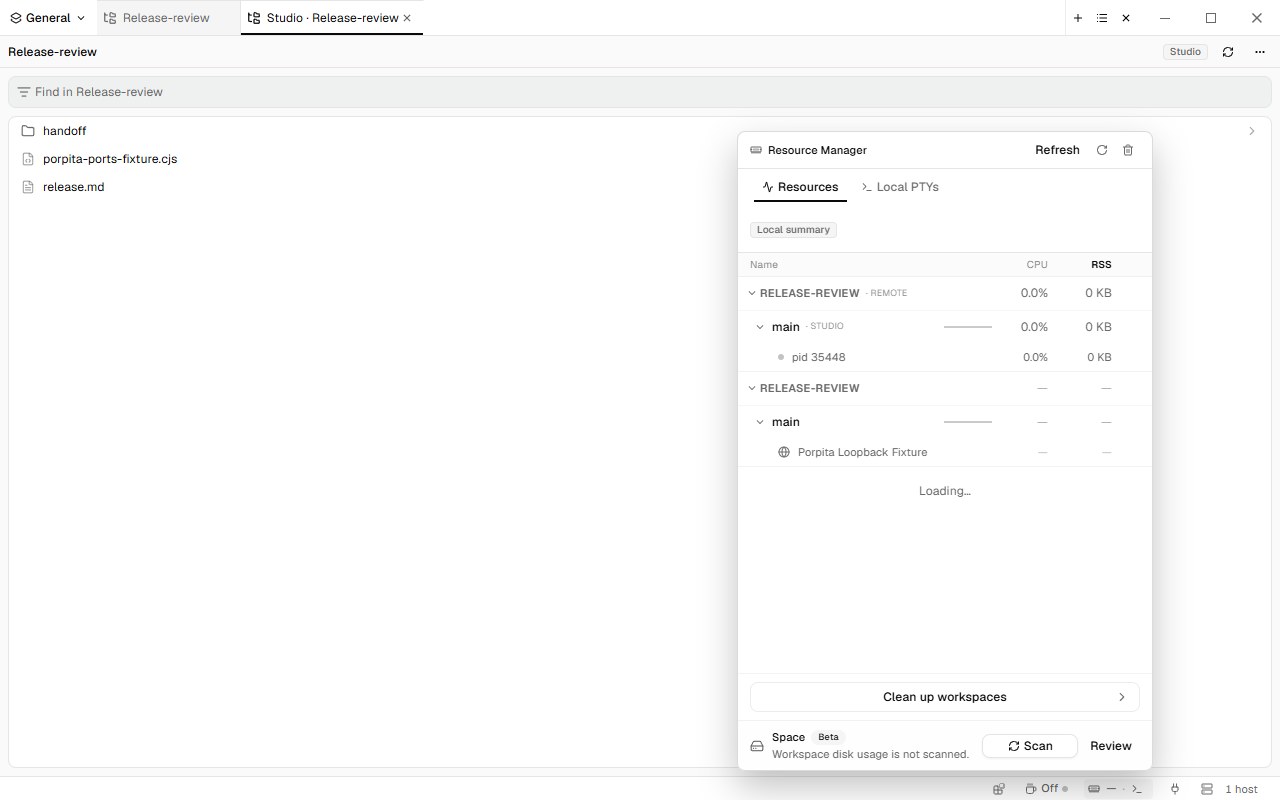 General
Release-review
Studio · Release-review
Release-review
Studio
Find in Release-review
handoff
porpita-ports-fixture.cjs
release.md
Resource Manager
Refresh
Resources
Local PTYs
Local summary
Name CPU RSS
RELEASE-REVIEW · REMOTE 0.0% 0 KB
main · STUDIO 0.0% 0 KB
pid 35448 0.0% 0 KB
RELEASE-REVIEW — —
main — —
Porpita Loopback Fixture — —
Loading...
Clean up workspaces
Space Beta
Workspace disk usage is not scanned.
Scan
Review
Off
— ·
1 host